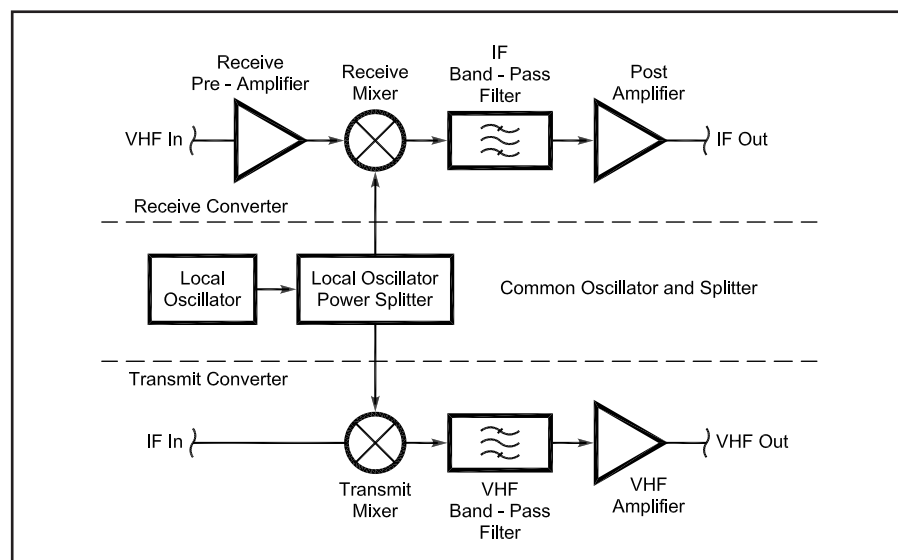 Receive
Pre - Amplifier
Receive
Mixer
IF
Band - Pass
Filter
Post
Amplifier
VHF In
IF Out
Receive Converter
Local
Oscillator
Local Oscillator
Power Splitter
Common Oscillator and Splitter
Transmit Converter
IF In
VHF Out
Transmit
Mixer
VHF
Band - Pass
Filter
VHF
Amplifier